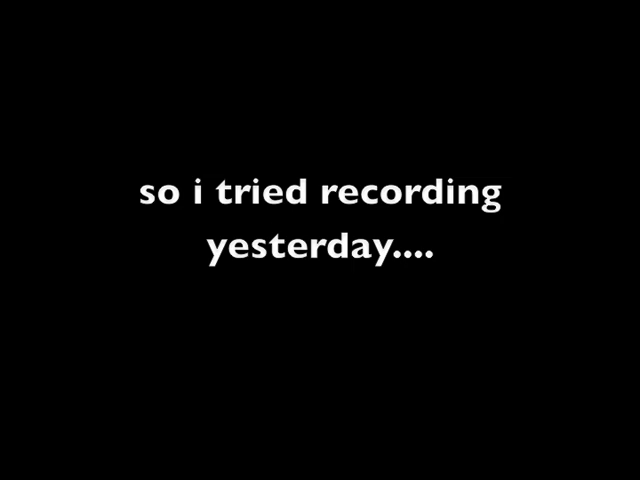 so i tried recording
yesterday....